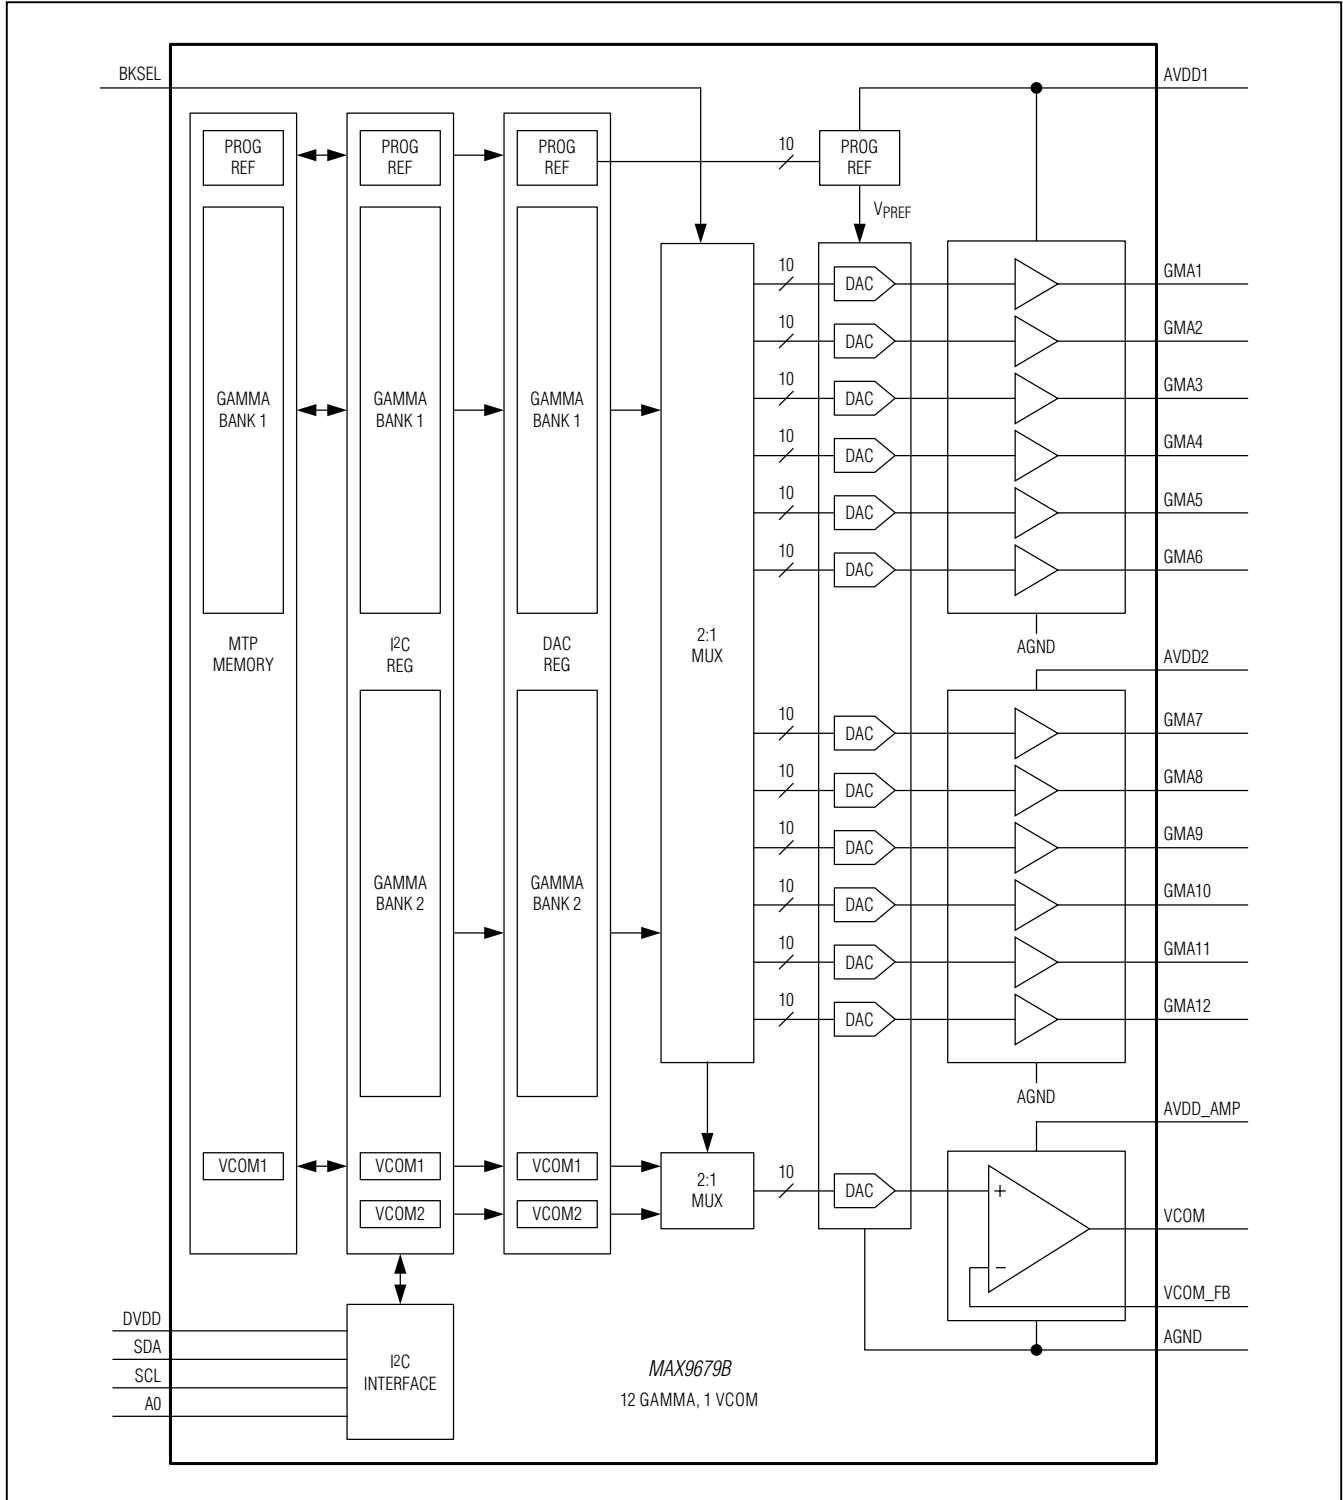 BKSEL
AVDD1
PROG
REF
PROG
REF
PROG
REF
10
PROG
REF
VPREF
GAMMA
BANK 1
GAMMA
BANK 1
GAMMA
BANK 1
10
DAC
GMA1
10
DAC
GMA2
10
DAC
GMA3
10
DAC
GMA4
10
DAC
GMA5
10
DAC
GMA6
MTP
MEMORY
I2C
REG
DAC
REG
2:1
MUX
AGND
AVDD2
GAMMA
BANK 2
GAMMA
BANK 2
10
DAC
GMA7
10
DAC
GMA8
10
DAC
GMA9
10
DAC
GMA10
10
DAC
GMA11
10
DAC
GMA12
AGND
AVDD_AMP
VCOM1
VCOM1
VCOM1
VCOM2
VCOM2
2:1
MUX
10
DAC
+
−
VCOM
VCOM_FB
AGND
DVDD
SDA
SCL
A0
I2C
INTERFACE
MAX9679B
12 GAMMA, 1 VCOM